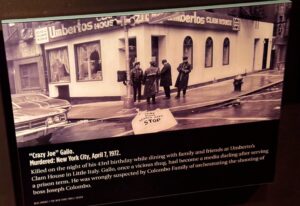 Umbertos CLAM HOUSE
Umbertos CLAM HOUSE
STOP
"Crazy Joe" Gallo.
Murdered: New York City, April 7, 1972.
Killed on the night of his 43rd birthday while dining with family and friends at Umberto's
Clam House in Little Italy. Gallo, once a vicious thug, had become a media darling after serving
a prison term. He was wrongly suspected by Colombo Family of orchestrating the shooting of
boss Joseph Colombo.